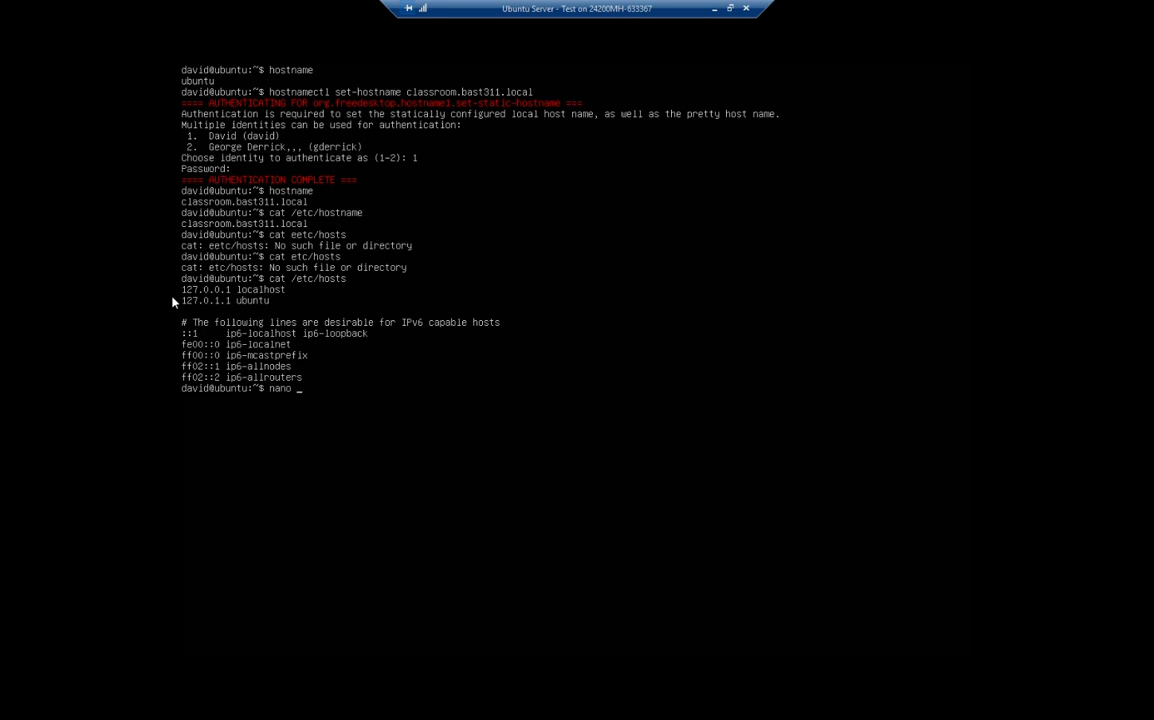 Ubuntu Server - Test on 24200MH-633367
david@ubuntu:~$ hostname
ubuntu
david@ubuntu:~$ hostnamectl set-hostname classroom.bast311.local
==== AUTHENTICATING FOR org.freedesktop.hostname1.set-static-hostname ===
Authentication is required to set the statically configured local host name, as well as the pretty host name.
Multiple identities can be used for authentication:
 1.  David (david)
 2.  George Derrick,,, (gderrick)
Choose identity to authenticate as (1-2): 1
Password:
==== AUTHENTICATION COMPLETE ===
david@ubuntu:~$ hostname
classroom.bast311.local
david@ubuntu:~$ cat /etc/hostname
classroom.bast311.local
david@ubuntu:~$ cat eetc/hosts
cat: eetc/hosts: No such file or directory
david@ubuntu:~$ cat etc/hosts
cat: etc/hosts: No such file or directory
david@ubuntu:~$ cat /etc/hosts
127.0.0.1 localhost
127.0.1.1 ubuntu
# The following lines are desirable for IPv6 capable hosts
::1     ip6-localhost ip6-loopback
fe00::0 ip6-localnet
ff00::0 ip6-mcastprefix
ff02::1 ip6-allnodes
ff02::2 ip6-allrouters
david@ubuntu:~$ nano _